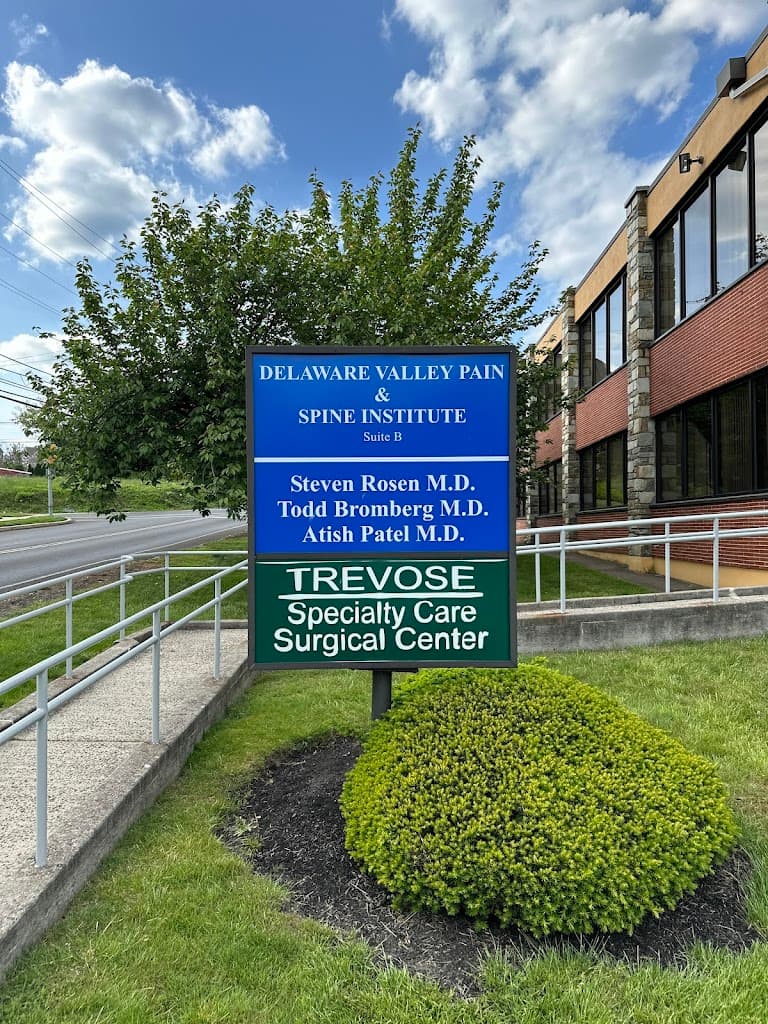 DELAWARE VALLEY PAIN
&
SPINE INSTITUTE
Suite B
Steven Rosen M.D.
Todd Bromberg M.D.
Atish Patel M.D.
TREVOSE
Specialty Care
Surgical Center